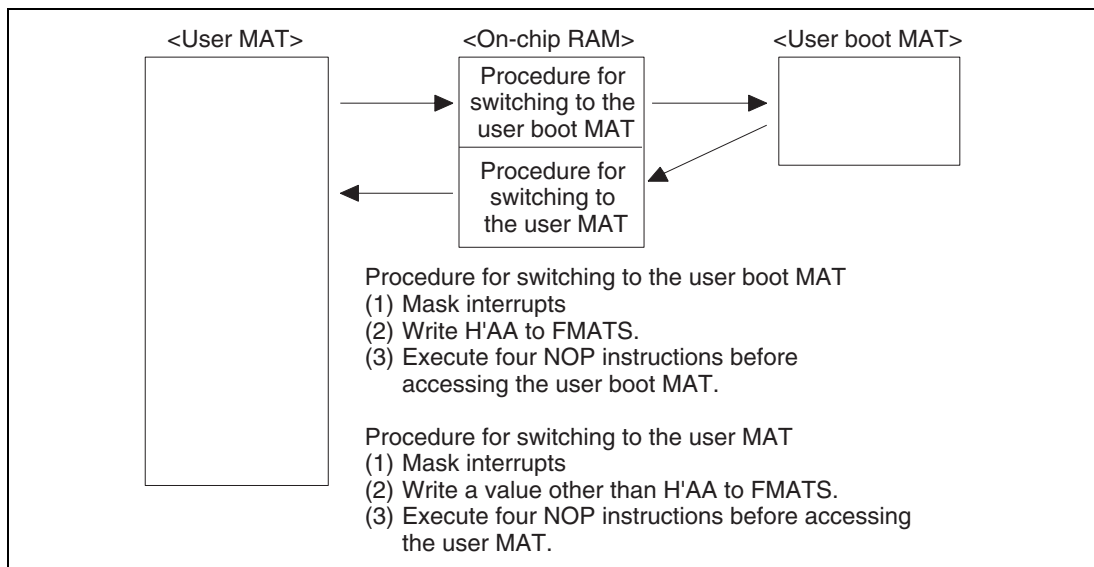 <User MAT>
<On-chip RAM>
<User boot MAT>
Procedure for
switching to the
user boot MAT
Procedure for
switching to
the user MAT
Procedure for switching to the user boot MAT
(1) Mask interrupts
(2) Write H'AA to FMATS.
(3) Execute four NOP instructions before
accessing the user boot MAT.
Procedure for switching to the user MAT
(1) Mask interrupts
(2) Write a value other than H'AA to FMATS.
(3) Execute four NOP instructions before accessing
the user MAT.